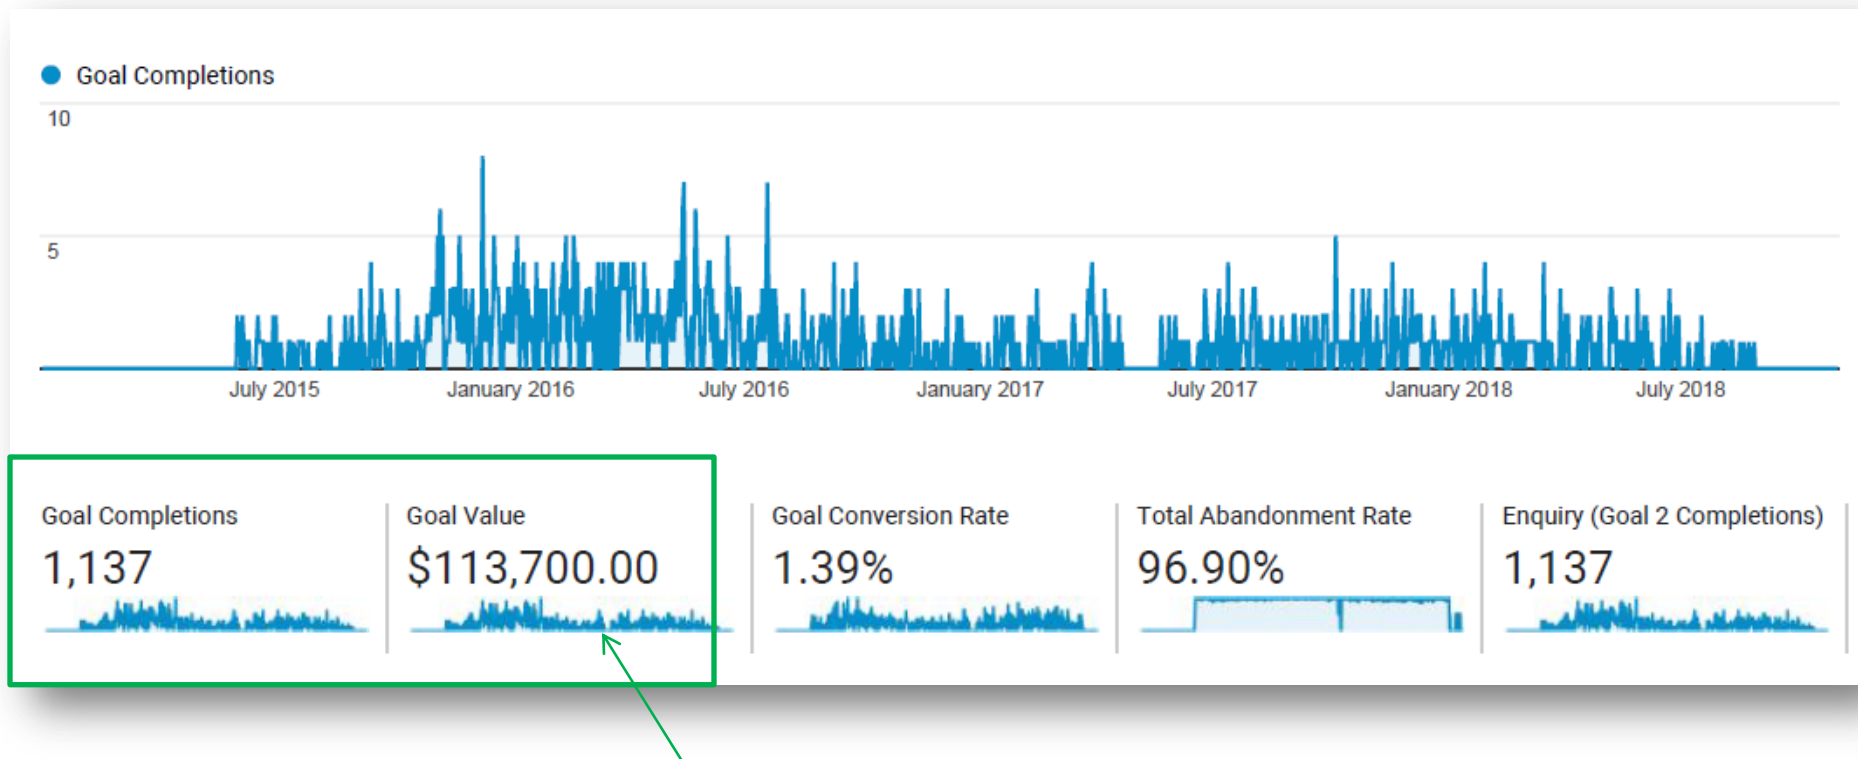 Goal Completions
10
5
July 2015 January 2016 July 2016 January 2017 July 2017 January 2018 July 2018
Goal Completions
1,137
Goal Value
$113,700.00
Goal Conversion Rate
1.39%
Total Abandonment Rate
96.90%
Enquiry (Goal 2 Completions)
1,137